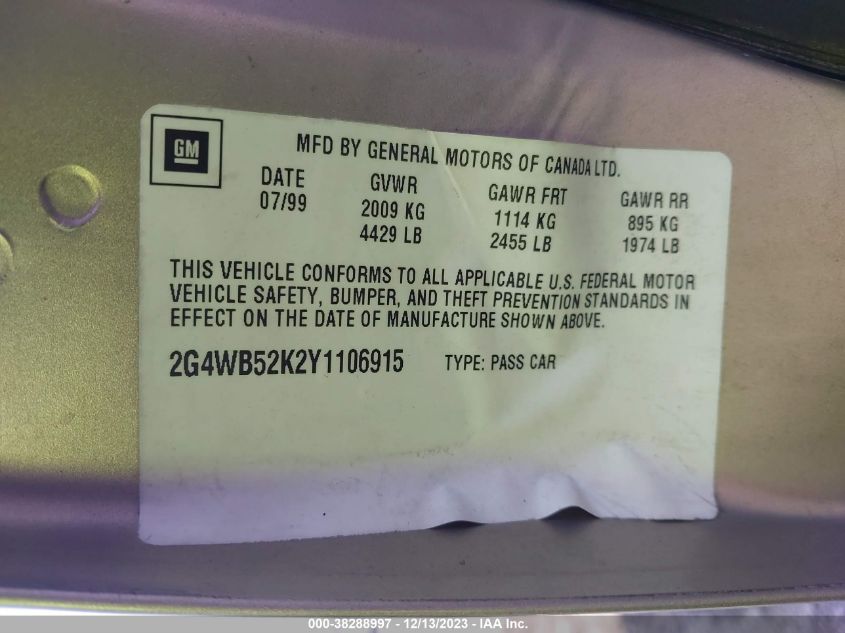 GM
MFD BY GENERAL MOTORS OF CANADA LTD.
DATE GVWR GAWR FRT GAWR RR
07/99 2009 KG 1114 KG 895 KG
4429 LB 2455 LB 1974 LB
THIS VEHICLE CONFORMS TO ALL APPLICABLE U.S. FEDERAL MOTOR
VEHICLE SAFETY, BUMPER, AND THEFT PREVENTION STANDARDS IN
EFFECT ON THE DATE OF MANUFACTURE SHOWN ABOVE.
2G4WB52K2Y1106915 TYPE: PASS CAR
000-38288997 - 12/13/2023 - IAA Inc.